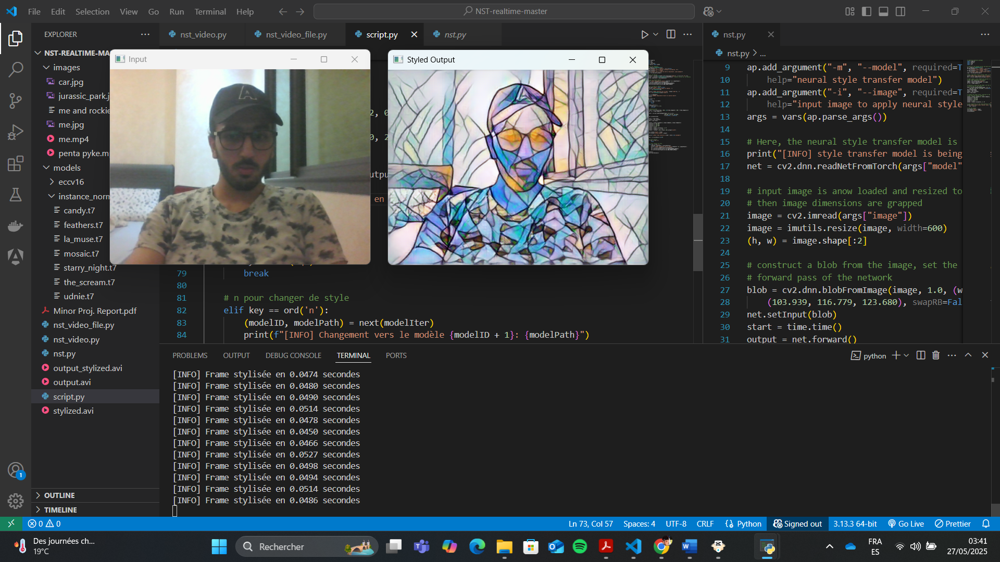 File Edit Selection View Go Run Terminal Help
NST-realtime-master
EXPLORER
NST-REALTIME-MA
images
car.jpg
jurassic_park.j
me and rockie
me.jpg
me.mp4
penta pyke.m
models
eccv16
instance_norm
candy.t7
feathers.t7
la_muse.t7
mosaic.t7
starry_night.t7
the_scream.t7
udnie.t7
Minor Proj. Report.pdf
nst_video_file.py
nst_video.py
nst.py
output_stylized.avi
output.avi
script.py
stylized.avi
OUTLINE
TIMELINE
nst_video.py
nst_video_file.py
script.py
nst.py
Input
A
Styled Output
2, 0
0, 2
utpu
en
79 break
80
81 # n pour changer de style
82 elif key == ord('n'):
83 (modelID, modelPath) = next(modelIter)
84 print(f"[INFO] Changement vers le modèle {modelID + 1}: {modelPath}")
nst.py
nst.py > ...
9 ap.add_argument("-m", "--model", required=T
10 help="neural style transfer model")
11 ap.add_argument("-i", "--image", required=T
12 help="input image to apply neural style
13 args = vars(ap.parse_args())
14
15 # Here, the neural style transfer model is
16 print("[INFO] style transfer model is being
17 net = cv2.dnn.readNetFromTorch(args["model"
18
19 # input image is anow loaded and resized to
20 # then image dimensions are grapped
21 image = cv2.imread(args["image"])
22 image = imutils.resize(image, width=600)
23 (h, w) = image.shape[:2]
24
25 # construct a blob from the image, set the
26 # forward pass of the network
27 blob = cv2.dnn.blobFromImage(image, 1.0, (w
28 (103.939, 116.779, 123.680), swapRB=Fal
29 net.setInput(blob)
30 start = time.time()
31 output = net.forward()
PROBLEMS OUTPUT DEBUG CONSOLE TERMINAL PORTS
python
[INFO] Frame stylisée en 0.0474 secondes
[INFO] Frame stylisée en 0.0480 secondes
[INFO] Frame stylisée en 0.0490 secondes
[INFO] Frame stylisée en 0.0514 secondes
[INFO] Frame stylisée en 0.0478 secondes
[INFO] Frame stylisée en 0.0450 secondes
[INFO] Frame stylisée en 0.0466 secondes
[INFO] Frame stylisée en 0.0527 secondes
[INFO] Frame stylisée en 0.0498 secondes
[INFO] Frame stylisée en 0.0494 secondes
[INFO] Frame stylisée en 0.0514 secondes
[INFO] Frame stylisée en 0.0486 secondes
1
0 0 Ln 73, Col 57 Spaces: 4 UTF-8 CRLF Python Signed out 3.13.3 64-bit Go Live Prettier
Des journées ch...
19°C
Rechercher
FRA
ES
03:41
27/05/2025